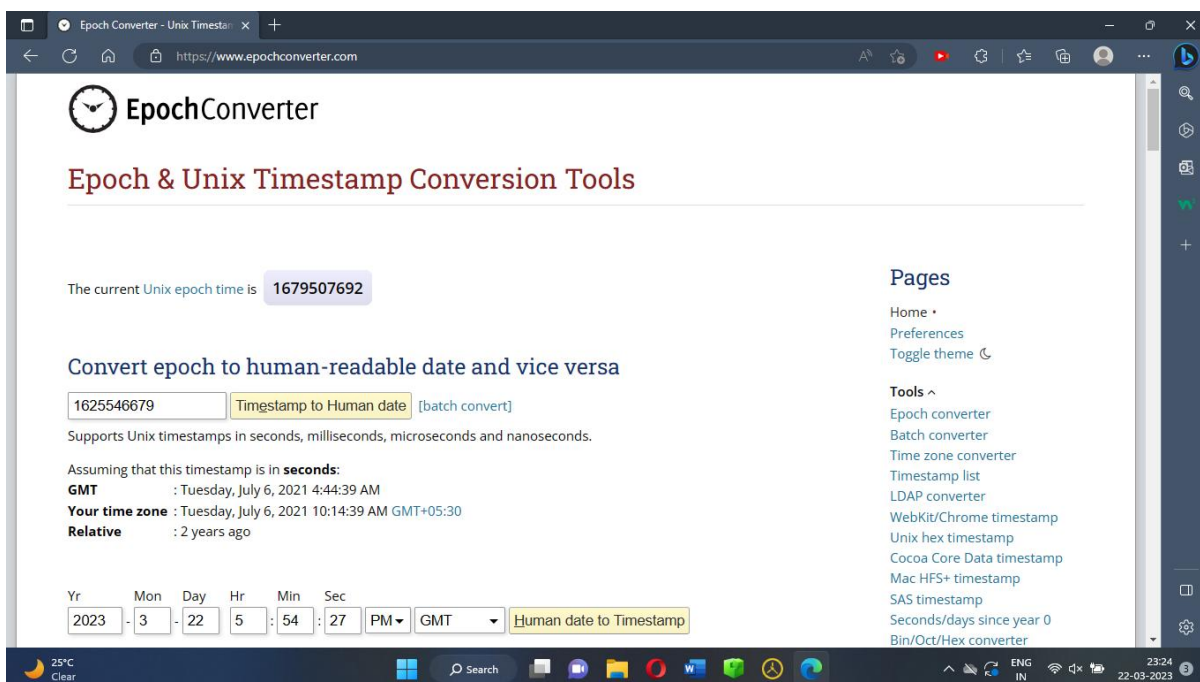 Epoch Converter - Unix Timestan
https://www.epochconverter.com
EpochConverter
Epoch & Unix Timestamp Conversion Tools
The current Unix epoch time is 1679507692
Convert epoch to human-readable date and vice versa
1625546679 Timestamp to Human date [batch convert]
Supports Unix timestamps in seconds, milliseconds, microseconds and nanoseconds.
Assuming that this timestamp is in seconds:
GMT : Tuesday, July 6, 2021 4:44:39 AM
Your time zone : Tuesday, July 6, 2021 10:14:39 AM GMT+05:30
Relative : 2 years ago
Yr Mon Day Hr Min Sec
2023 - 3 - 22 5 : 54 : 27 PM GMT Human date to Timestamp
Pages
Home •
Preferences
Toggle theme
Tools
Epoch converter
Batch converter
Time zone converter
Timestamp list
LDAP converter
WebKit/Chrome timestamp
Unix hex timestamp
Cocoa Core Data timestamp
Mac HFS+ timestamp
SAS timestamp
Seconds/days since year 0
Bin/Oct/Hex converter
25°C
Clear
Search
ENG
IN
23:24
22-03-2023
3